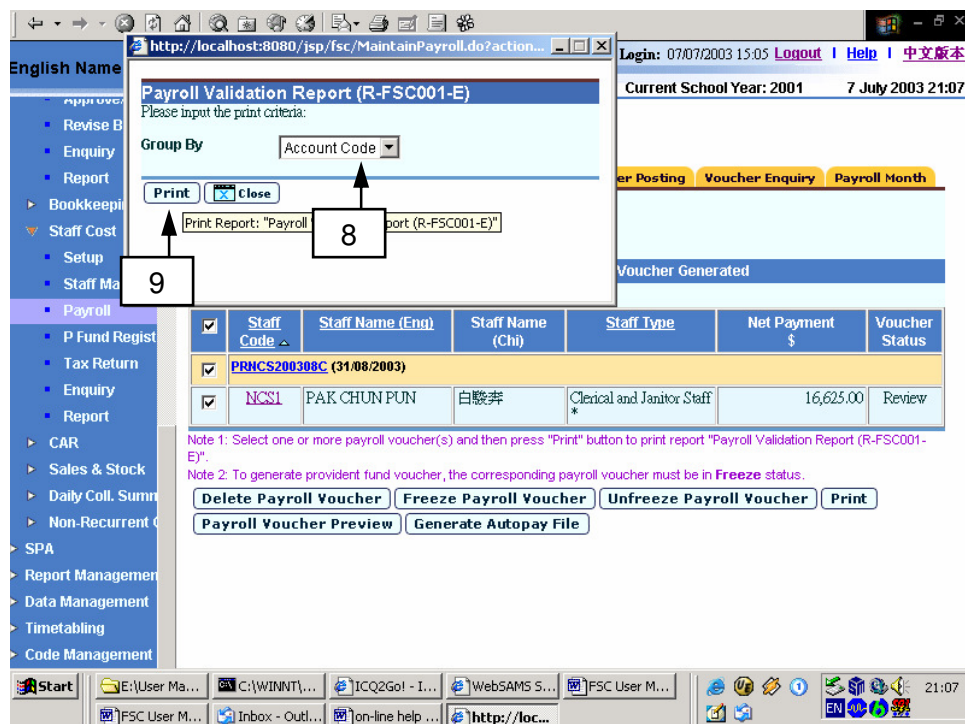 http://localhost:8080/jsp/fsc/MaintainPayroll.do?action...
Login: 07/07/2003 15:05 Logout | Help | 中文版本
English Name
Current School Year: 2001 7 July 2003 21:07
Payroll Validation Report (R-FSC001-E)
Please input the print criteria:
Group By Account Code
Print Close
Print Report: "Payroll port (R-FSC001-E)"
8
9
Approve/
Revise B
Enquiry
Report
Bookkeepi
Staff Cost
Setup
Staff Ma
Payroll
P Fund Regist
Tax Return
Enquiry
Report
CAR
Sales & Stock
Daily Coll. Summ
Non-Recurrent
SPA
Report Managemen
Data Management
Timetabling
Code Management
er Posting Voucher Enquiry Payroll Month
Voucher Generated
Staff Code Staff Name (Eng) Staff Name (Chi) Staff Type Net Payment $ Voucher Status
PRNCS200308C (31/08/2003)
NCS1 PAK CHUN PUN 白駿奔 Clerical and Janitor Staff * 16,625.00 Review
Note 1: Select one or more payroll voucher(s) and then press "Print" button to print report "Payroll Validation Report (R-FSC001-
E)".
Note 2: To generate provident fund voucher, the corresponding payroll voucher must be in Freeze status.
Delete Payroll Voucher Freeze Payroll Voucher Unfreeze Payroll Voucher Print
Payroll Voucher Preview Generate Autopay File
Start E:\User Ma... C:\WINNT\... ICQ2Go! - I... WebSAMS S... FSC User M... 21:07
FSC User M... Inbox - Outl... on-line help ... http://loc... EN